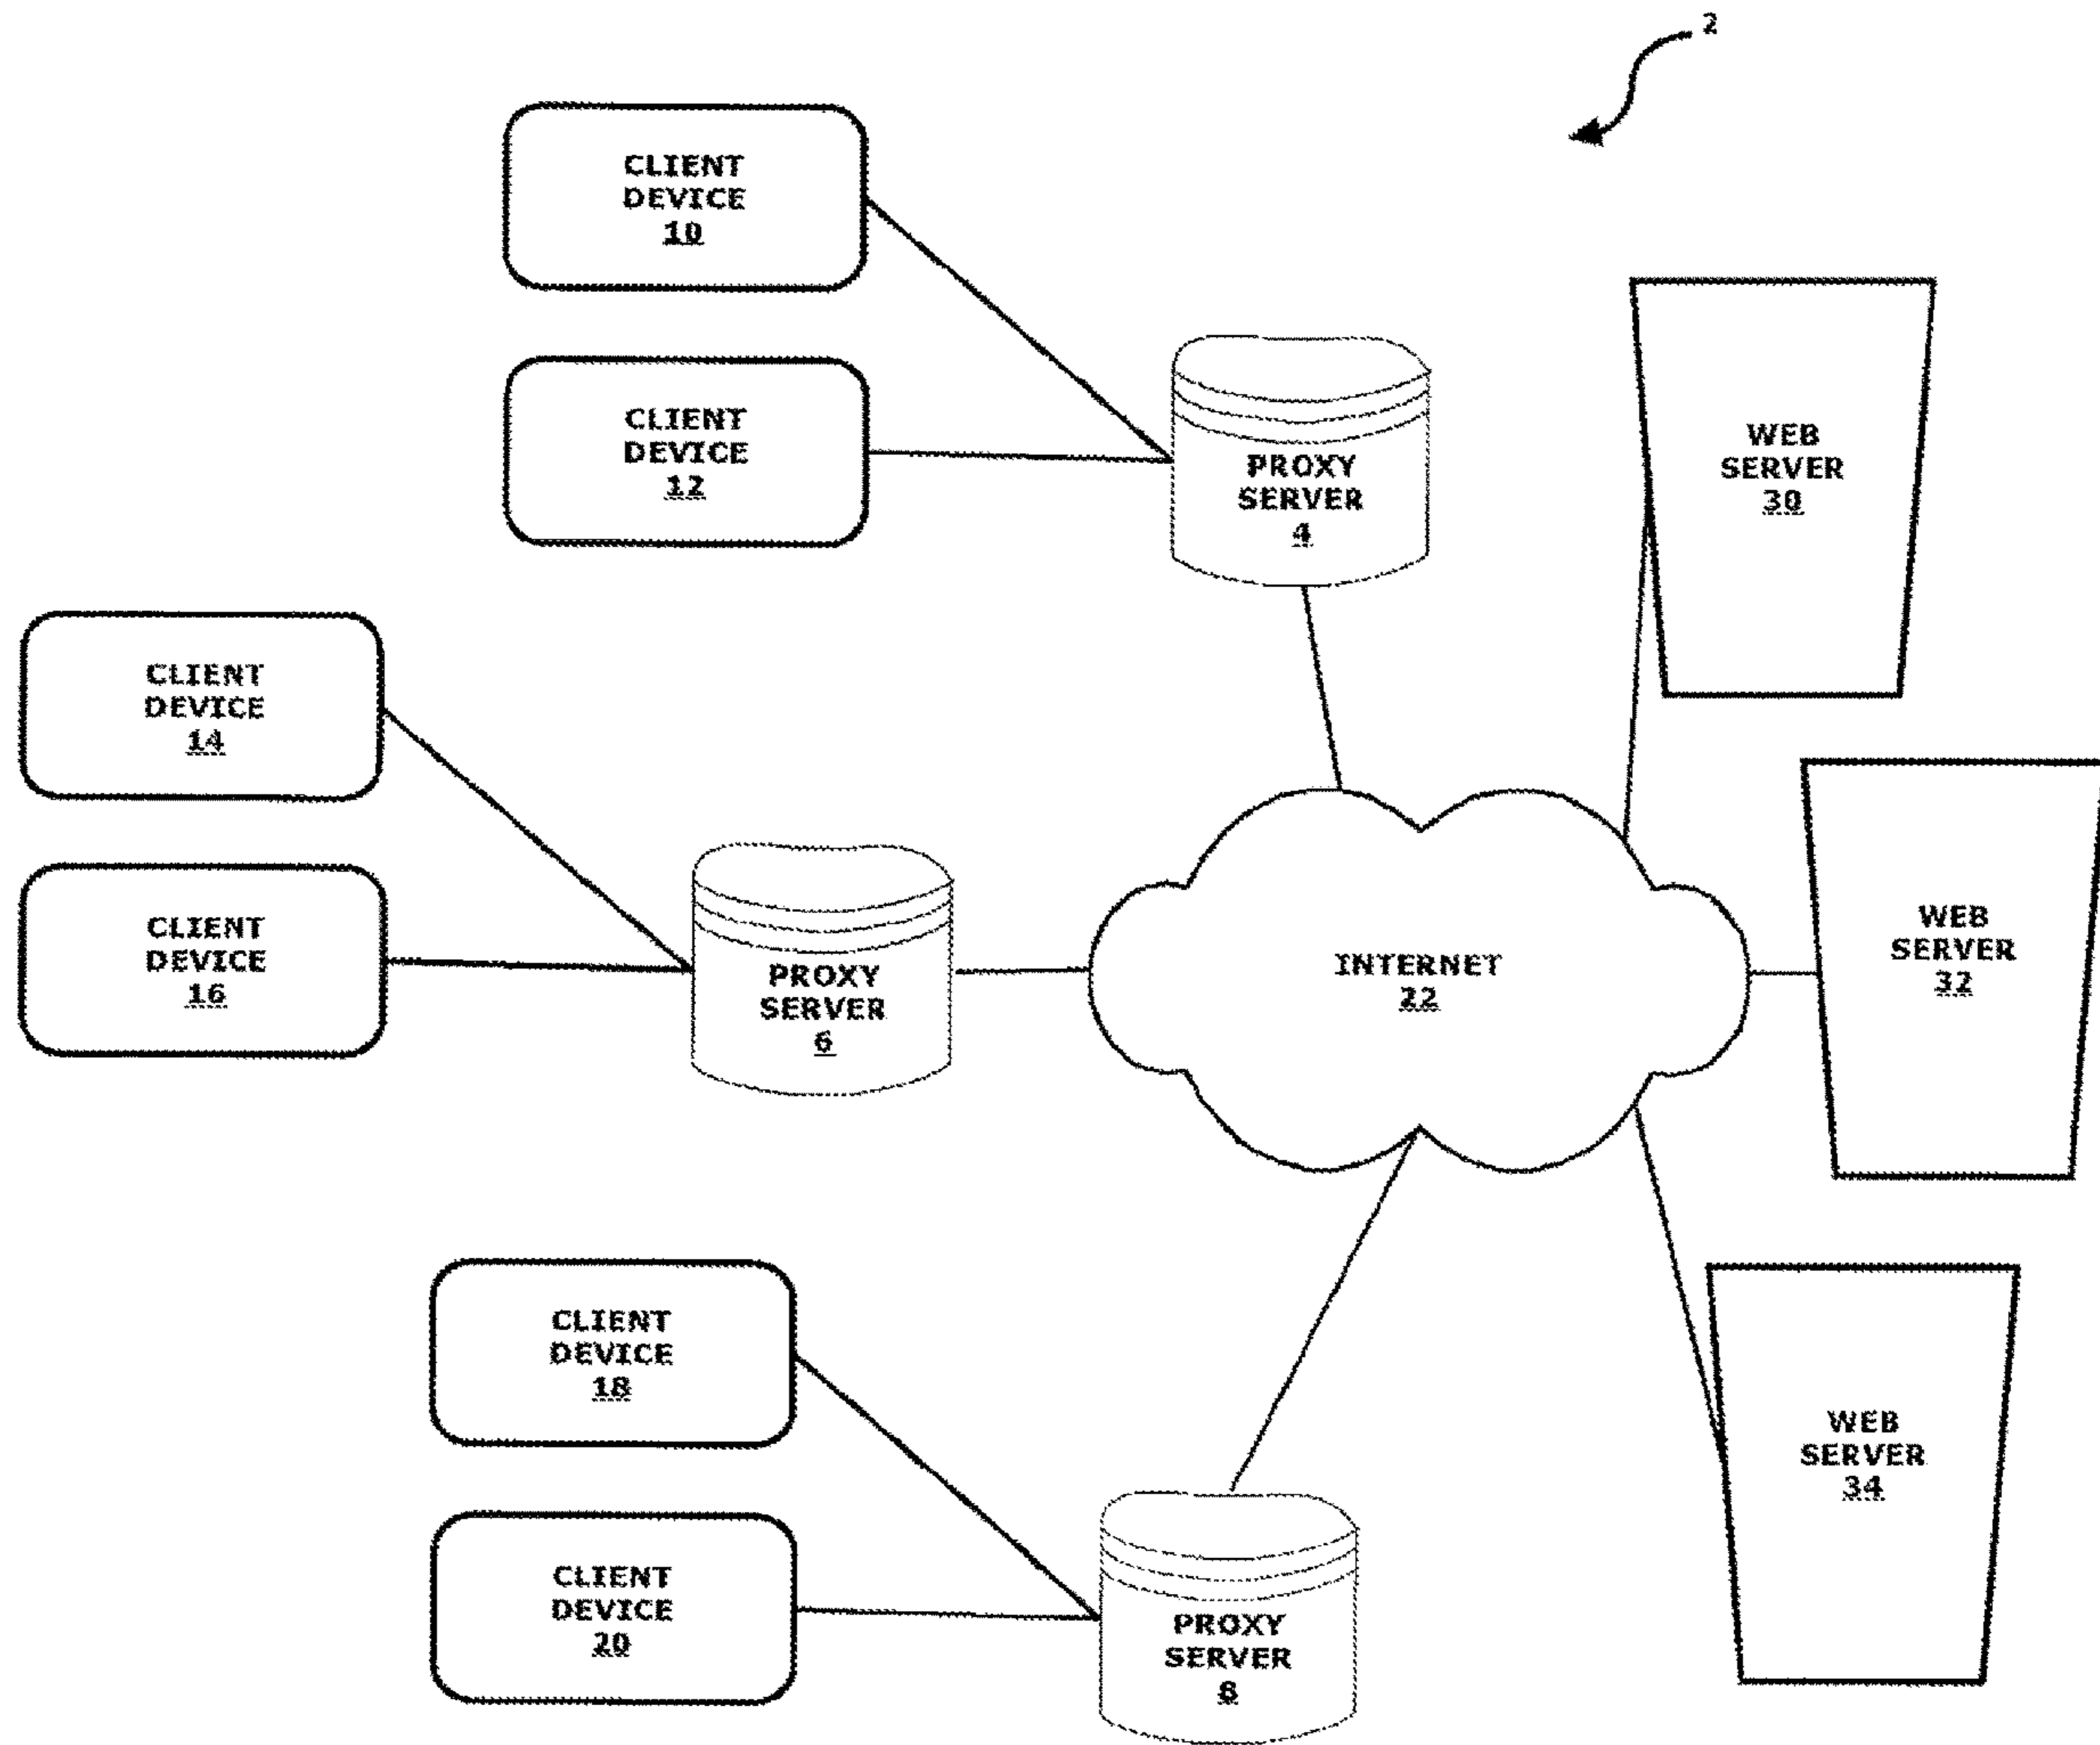 2
CLIENT
DEVICE
10
CLIENT
DEVICE
12
PROXY
SERVER
4
WEB
SERVER
30
CLIENT
DEVICE
14
CLIENT
DEVICE
16
PROXY
SERVER
6
INTERNET
22
WEB
SERVER
32
CLIENT
DEVICE
18
CLIENT
DEVICE
20
PROXY
SERVER
8
WEB
SERVER
34